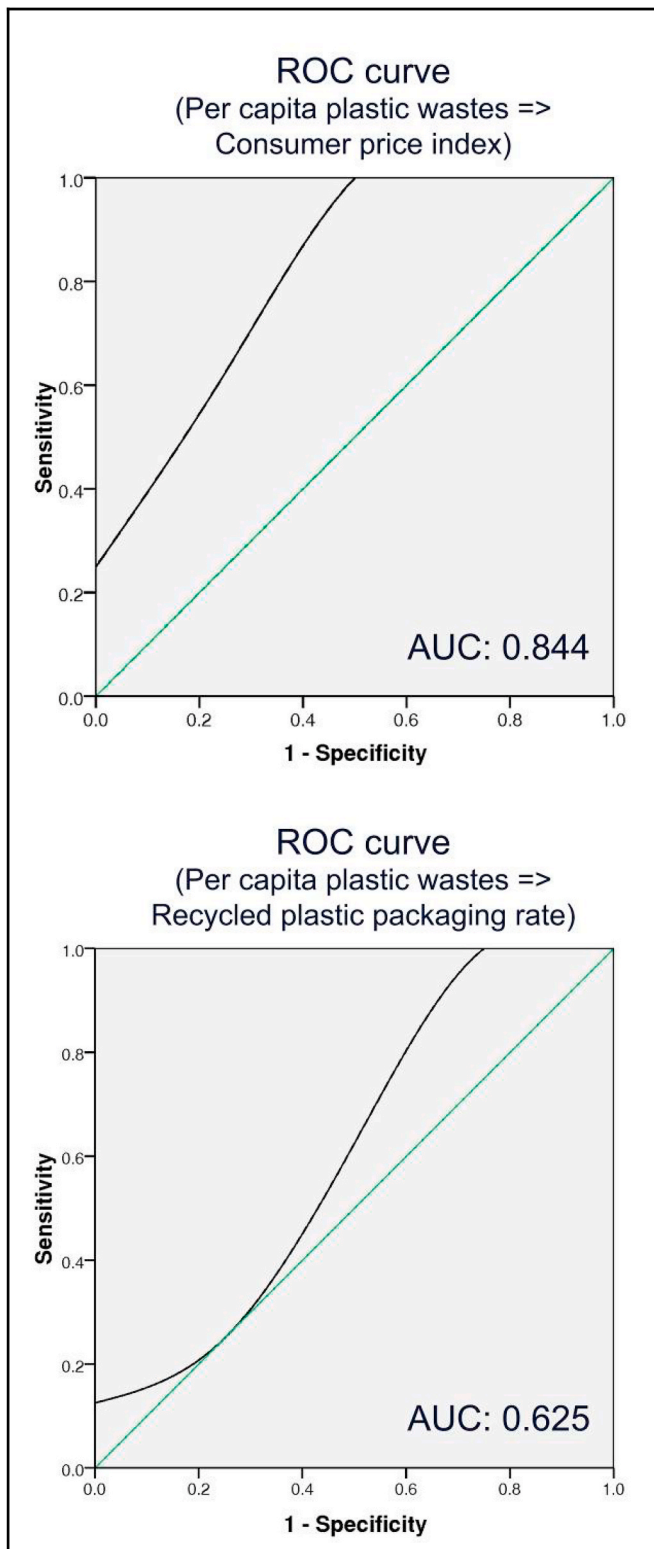 ROC curve
(Per capita plastic wastes =>
Consumer price index)
1.0
0.8
0.6
0.4
0.2
0.0
Sensitivity
AUC: 0.844
0.0 0.2 0.4 0.6 0.8 1.0
1 - Specificity
ROC curve
(Per capita plastic wastes =>
Recycled plastic packaging rate)
1.0
0.8
0.6
0.4
0.2
0.0
Sensitivity
AUC: 0.625
0.0 0.2 0.4 0.6 0.8 1.0
1 - Specificity